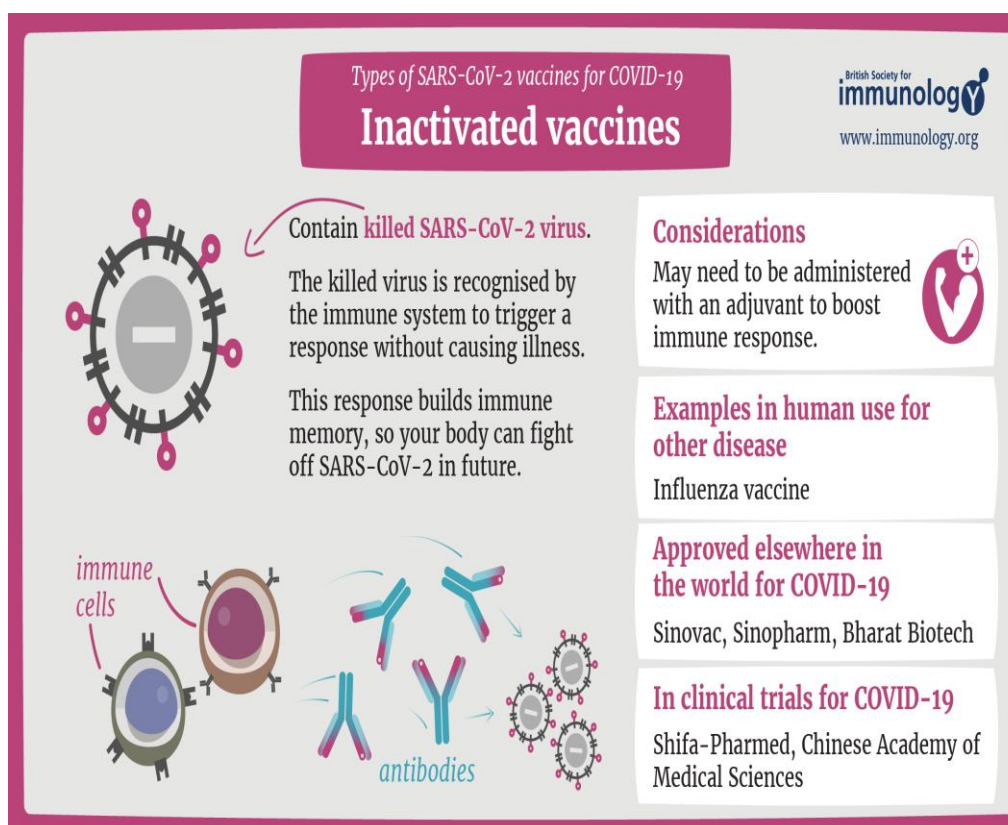 Types of SARS-CoV-2 vaccines for COVID-19
Inactivated vaccines
British Society for
immunology
www.immunology.org
Contain killed SARS-CoV-2 virus.
The killed virus is recognised by
the immune system to trigger a
response without causing illness.
This response builds immune
memory, so your body can fight
off SARS-CoV-2 in future.
immune
cells
antibodies
Considerations
May need to be administered
with an adjuvant to boost
immune response.
Examples in human use for
other disease
Influenza vaccine
Approved elsewhere in
the world for COVID-19
Sinovac, Sinopharm, Bharat Biotech
In clinical trials for COVID-19
Shifa-Pharmed, Chinese Academy of
Medical Sciences